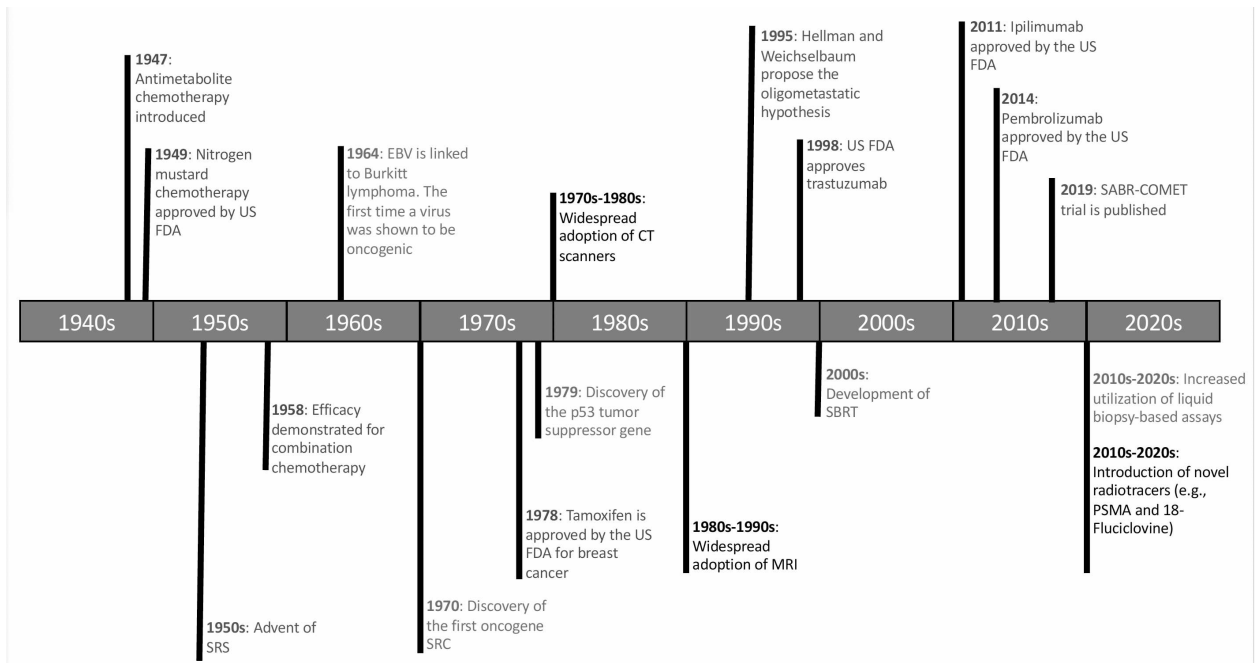 1947:
Antimetabolite
chemotherapy
introduced
1949: Nitrogen
mustard
chemotherapy
approved by US
FDA
1964: EBV is linked
to Burkitt
lymphoma. The
first time a virus
was shown to be
oncogenic
1970s-1980s:
Widespread
adoption of CT
scanners
1995: Hellman and
Weichselbaum
propose the
oligometastatic
hypothesis
1998: US FDA
approves
trastuzumab
2011: Ipilimumab
approved by the US
FDA
2014:
Pembrolizumab
approved by the US
FDA
2019: SABR-COMET
trial is published
1940s
1950s
1960s
1970s
1980s
1990s
2000s
2010s
2020s
1950s: Advent of
SRS
1958: Efficacy
demonstrated for
combination
chemotherapy
1970: Discovery of
the first oncogene
SRC
1978: Tamoxifen is
approved by the US
FDA for breast
cancer
1979: Discovery of
the p53 tumor
suppressor gene
1980s-1990s:
Widespread
adoption of MRI
2000s:
Development of
SBRT
2010s-2020s: Increased
utilization of liquid
biopsy-based assays
2010s-2020s:
Introduction of novel
radiotracers (e.g.,
PSMA and 18-
Fluciclovine)